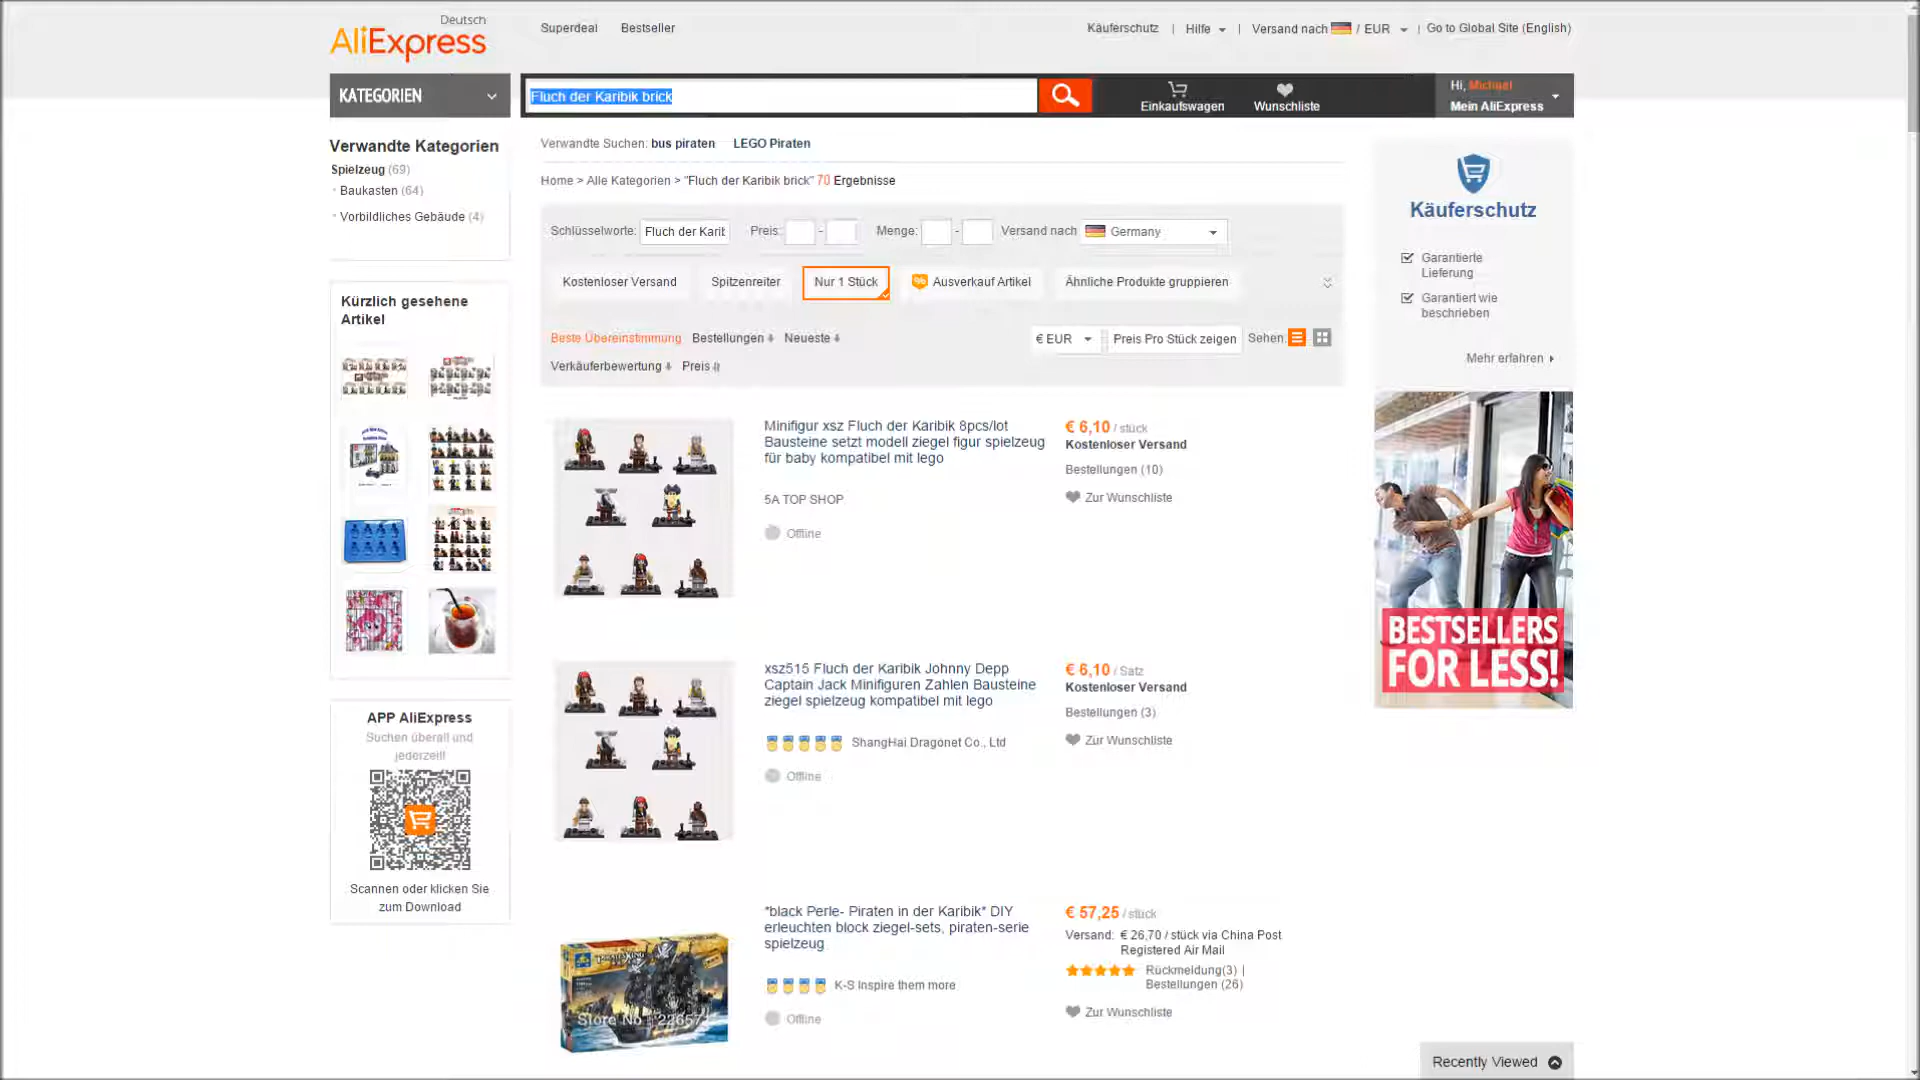 Deutsch
AliExpress
Superdeal
Bestseller
Käuferschutz | Hilfe | Versand nach / EUR | Go to Global Site (English)
KATEGORIEN
Fluch der Karibik brick
Einkaufswagen
Wunschliste
Hi, Michael
Mein AliExpress
Verwandte Kategorien
Spielzeug (69)
Baukasten (64)
Vorbildliches Gebäude (4)
Kürzlich gesehene
Artikel
APP AliExpress
Suchen überall und
jederzeit!
Scannen oder klicken Sie
zum Download
Verwandte Suchen: bus piraten LEGO Piraten
Home > Alle Kategorien > "Fluch der Karibik brick" 70 Ergebnisse
Schlüsselworte: Fluch der Karib Preis: - Menge: - Versand nach Germany
Kostenloser Versand Spitzenreiter Nur 1 Stück % Ausverkauf Artikel Ähnliche Produkte gruppieren
Beste Übereinstimmung Bestellungen Neueste € EUR Preis Pro Stück zeigen Sehen:
Verkäuferbewertung Preis
Minifigur xsz Fluch der Karibik 8pcs/lot
Bausteine setzt modell ziegel figur spielzeug
für baby kompatibel mit lego
5A TOP SHOP
Offline
€ 6,10 / stück
Kostenloser Versand
Bestellungen (10)
Zur Wunschliste
xsz515 Fluch der Karibik Johnny Depp
Captain Jack Minifiguren Zahlen Bausteine
ziegel spielzeug kompatibel mit lego
ShangHai Dragonet Co., Ltd
Offline
€ 6,10 / Satz
Kostenloser Versand
Bestellungen (3)
Zur Wunschliste
Store No 226571
*black Perle- Piraten in der Karibik* DIY
erleuchten block ziegel-sets, piraten-serie
spielzeug
K-S Inspire them more
Offline
€ 57,25 / stück
Versand: € 26,70 / stück via China Post
Registered Air Mail
Rückmeldung(3) |
Bestellungen (26)
Zur Wunschliste
Käuferschutz
Garantierte
Lieferung
Garantiert wie
beschrieben
Mehr erfahren
BESTSELLERS
FOR LESS!
Recently Viewed